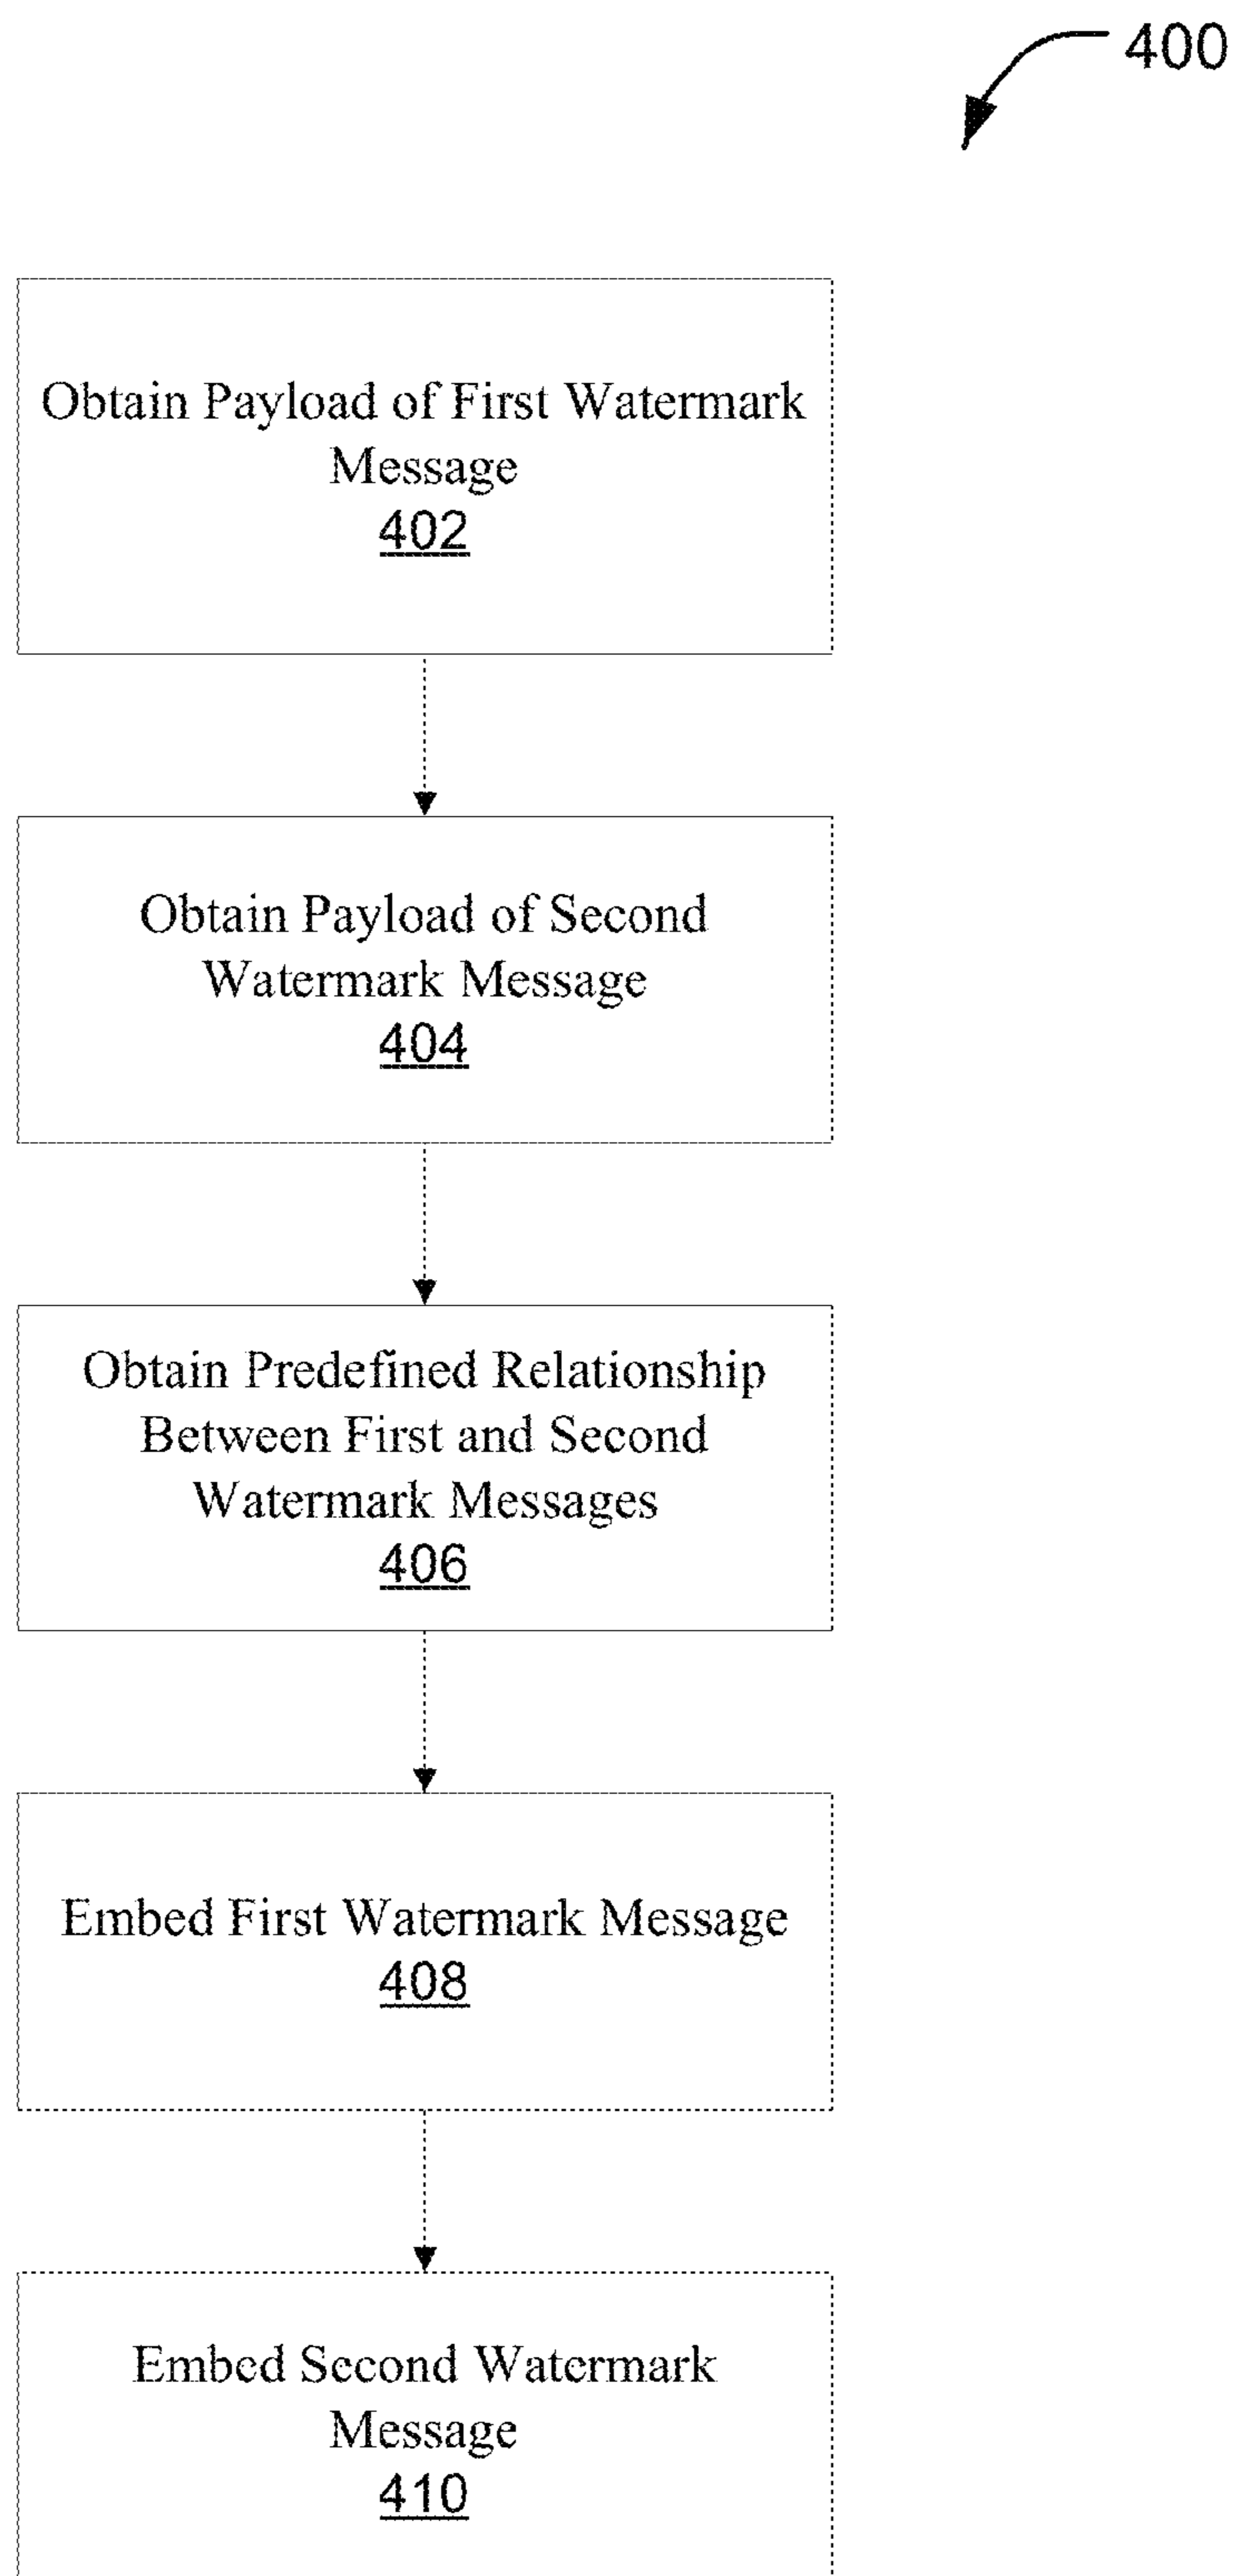 400
Obtain Payload of First Watermark
Message
402
Obtain Payload of Second
Watermark Message
404
Obtain Predefined Relationship
Between First and Second
Watermark Messages
406
Embed First Watermark Message
408
Embed Second Watermark
Message
410